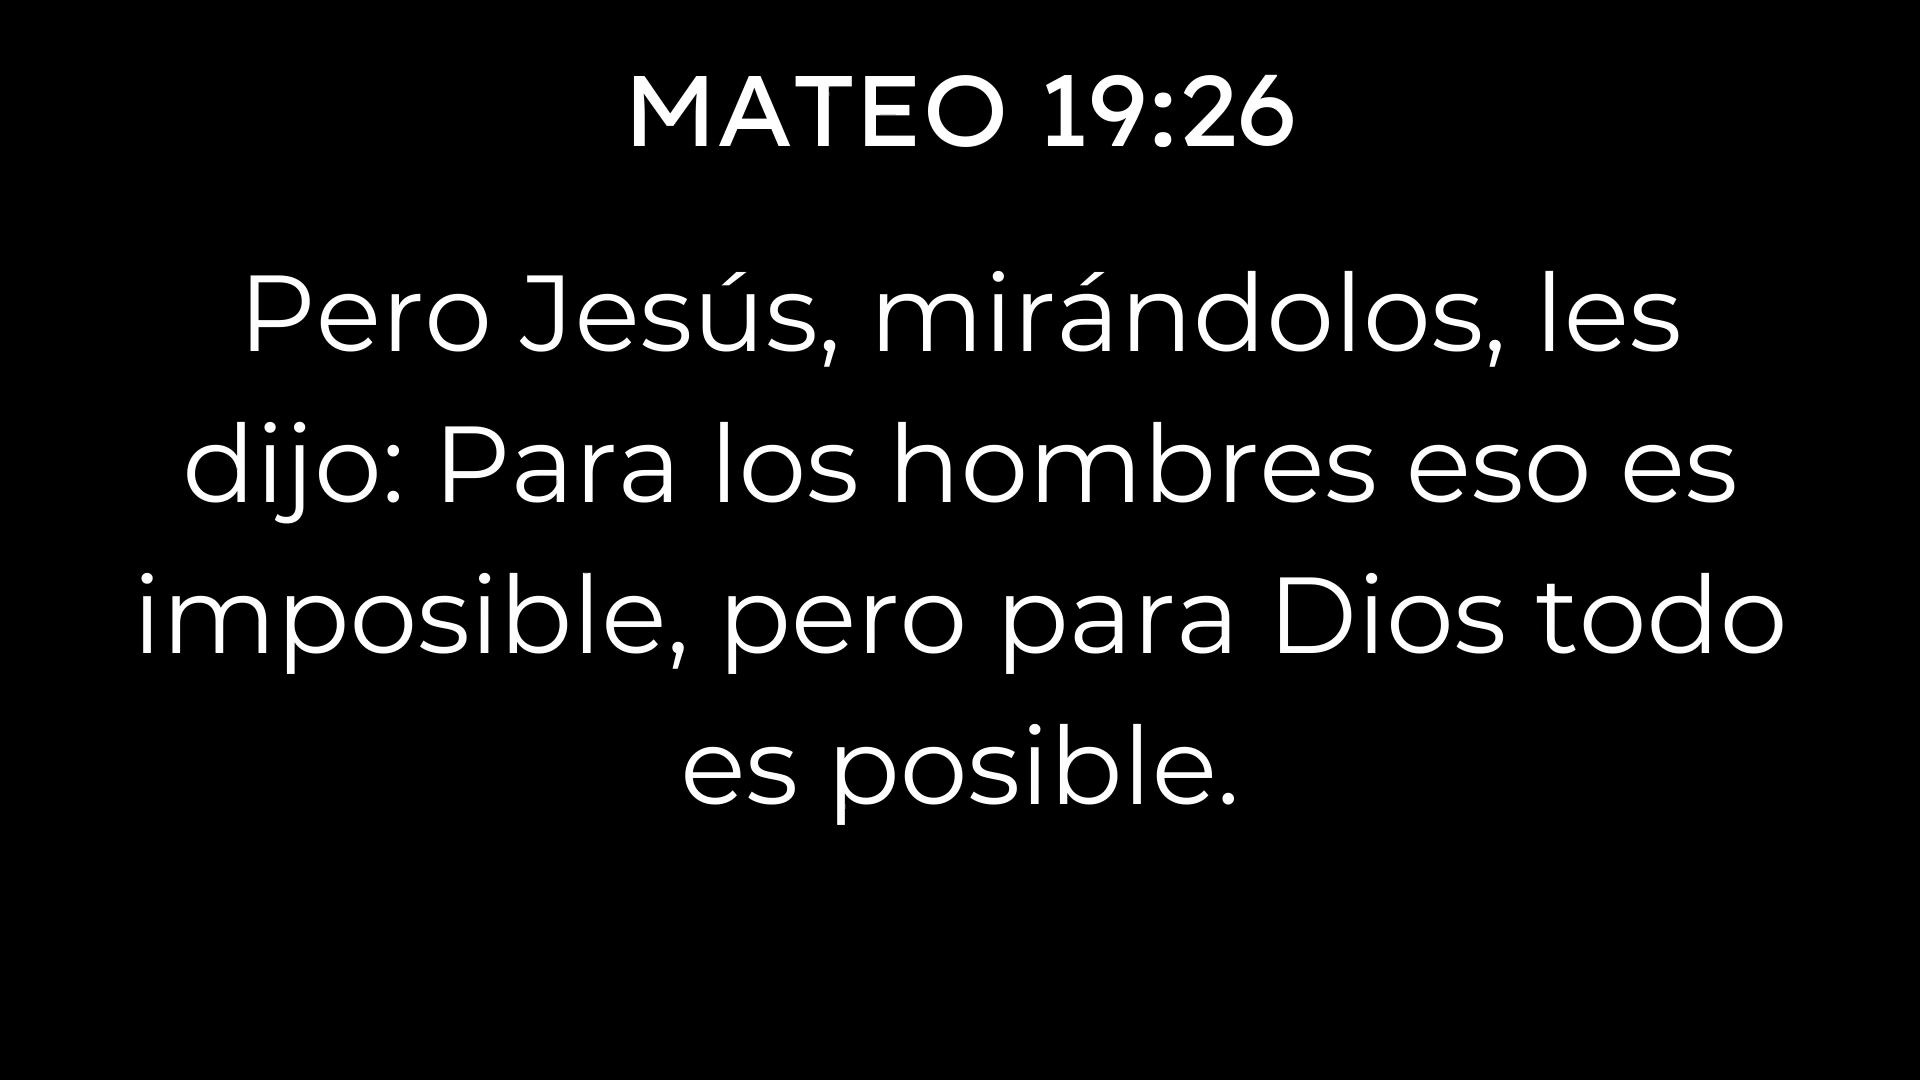 MATEO 19:26
Pero Jesús, mirándolos, les
dijo: Para los hombres eso es
imposible, pero para Dios todo
es posible.